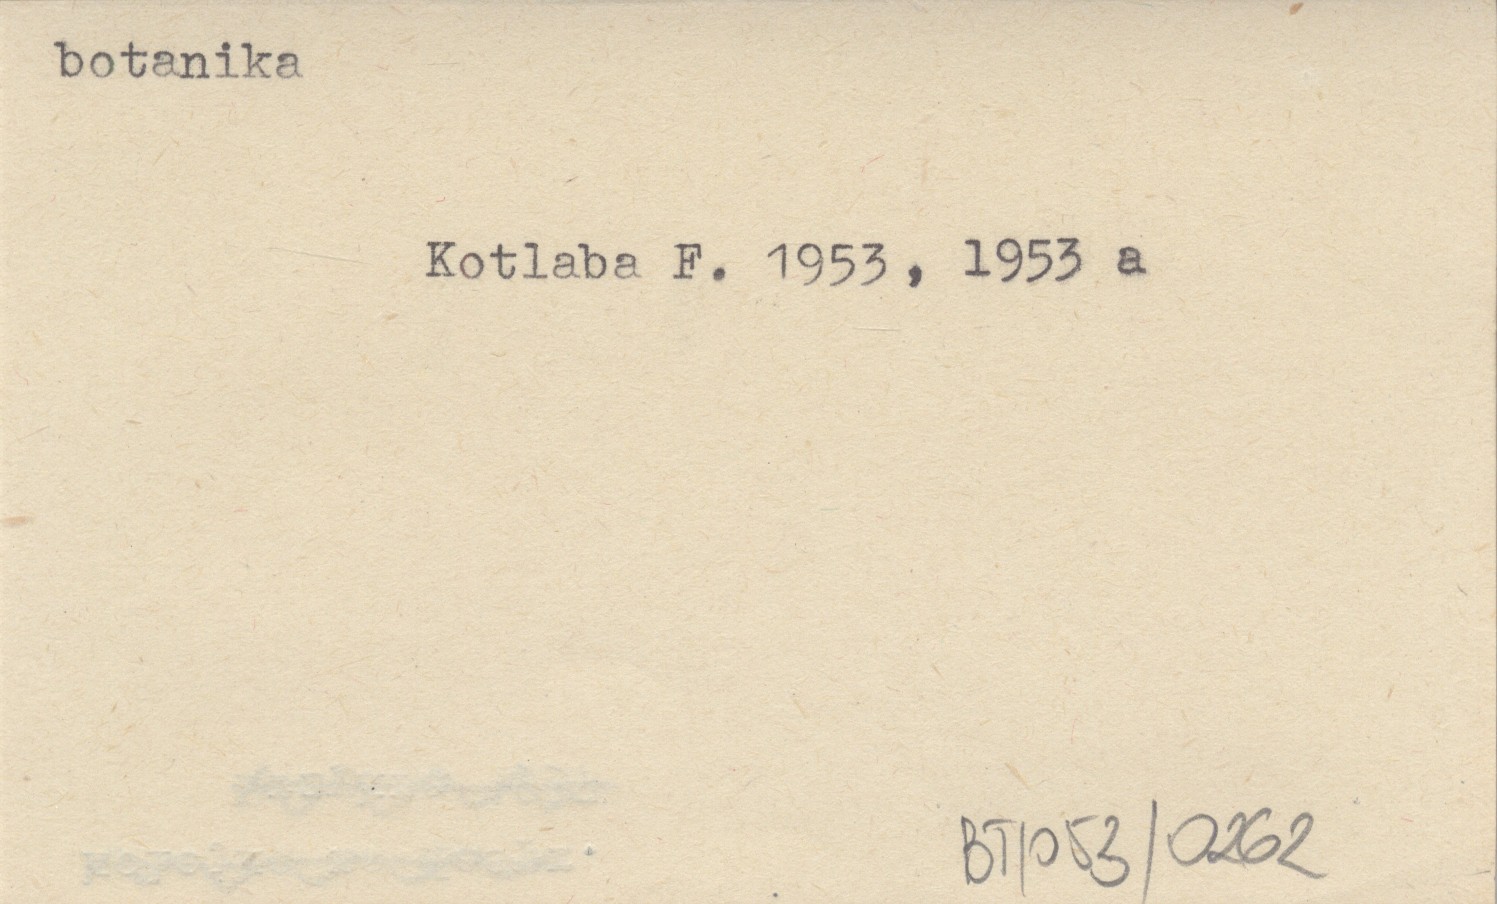 botanika
Kotlaba F. 1953, 1953 a
BT/053/0262